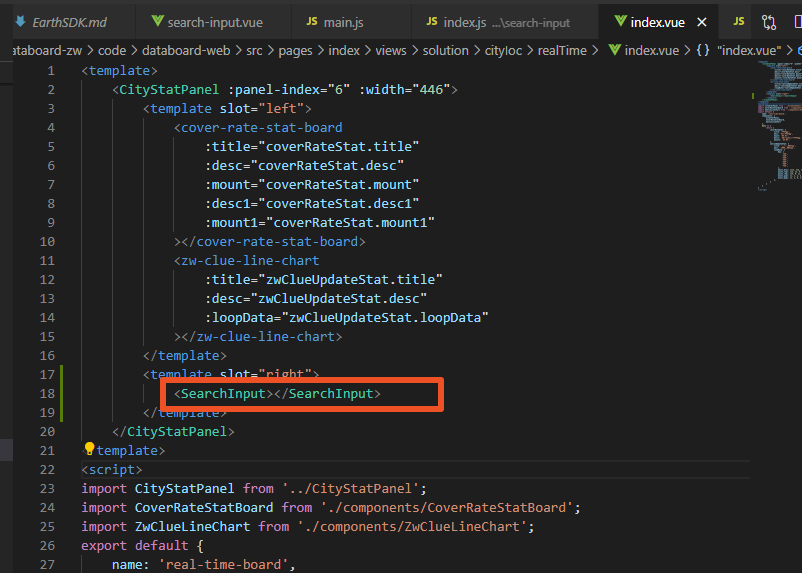 EarthSDK.md search-input.vue JS main.js JS index.js ...\search-input index.vue JS
ataboard-zw > code > databoard-web > src > pages > index > views > solution > cityIoc > realTime > index.vue > {} "index.vue" >
1 <template>
2 <CityStatPanel :panel-index="6" :width="446">
3 <template slot="left">
4 <cover-rate-stat-board
5 :title="coverRateStat.title"
6 :desc="coverRateStat.desc"
7 :mount="coverRateStat.mount"
8 :desc1="coverRateStat.desc1"
9 :mount1="coverRateStat.mount1"
10 ></cover-rate-stat-board>
11 <zw-clue-line-chart
12 :title="zwClueUpdateStat.title"
13 :desc="zwClueUpdateStat.desc"
14 :loopData="zwClueUpdateStat.loopData"
15 ></zw-clue-line-chart>
16 </template>
17 <template slot="right">
18 <SearchInput></SearchInput>
19 </template>
20 </CityStatPanel>
21 template>
22 <script>
23 import CityStatPanel from '../CityStatPanel';
24 import CoverRateStatBoard from './components/CoverRateStatBoard';
25 import ZwClueLineChart from './components/ZwClueLineChart';
26 export default {
27 name: 'real-time-board',